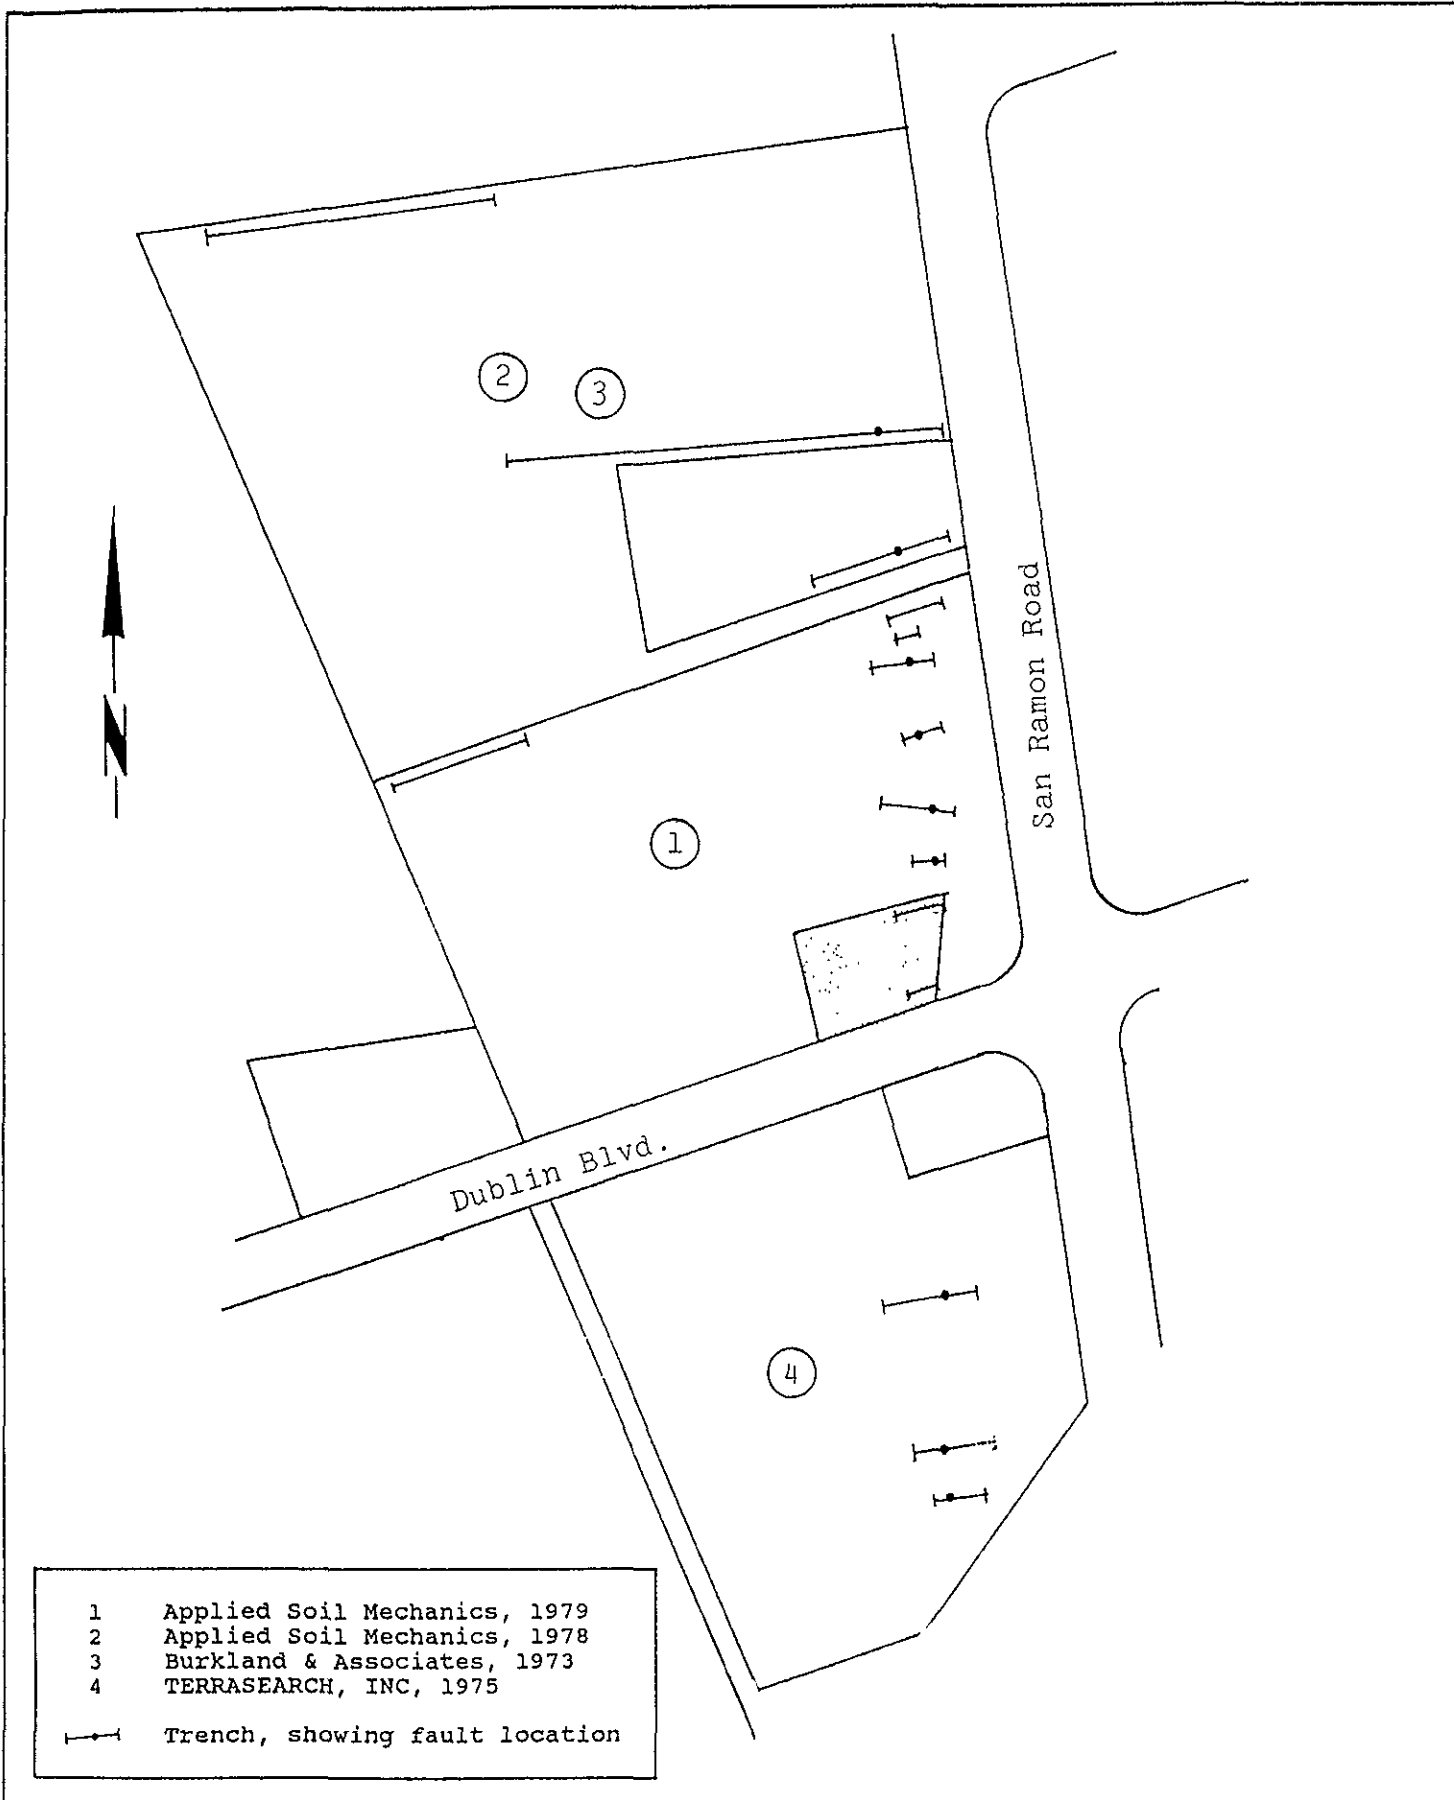 2
3
N
San Ramon Road
1
Dublin Blvd.
4
1 Applied Soil Mechanics, 1979
2 Applied Soil Mechanics, 1978
3 Burkland & Associates, 1973
4 TERRASEARCH, INC, 1975
Trench, showing fault location